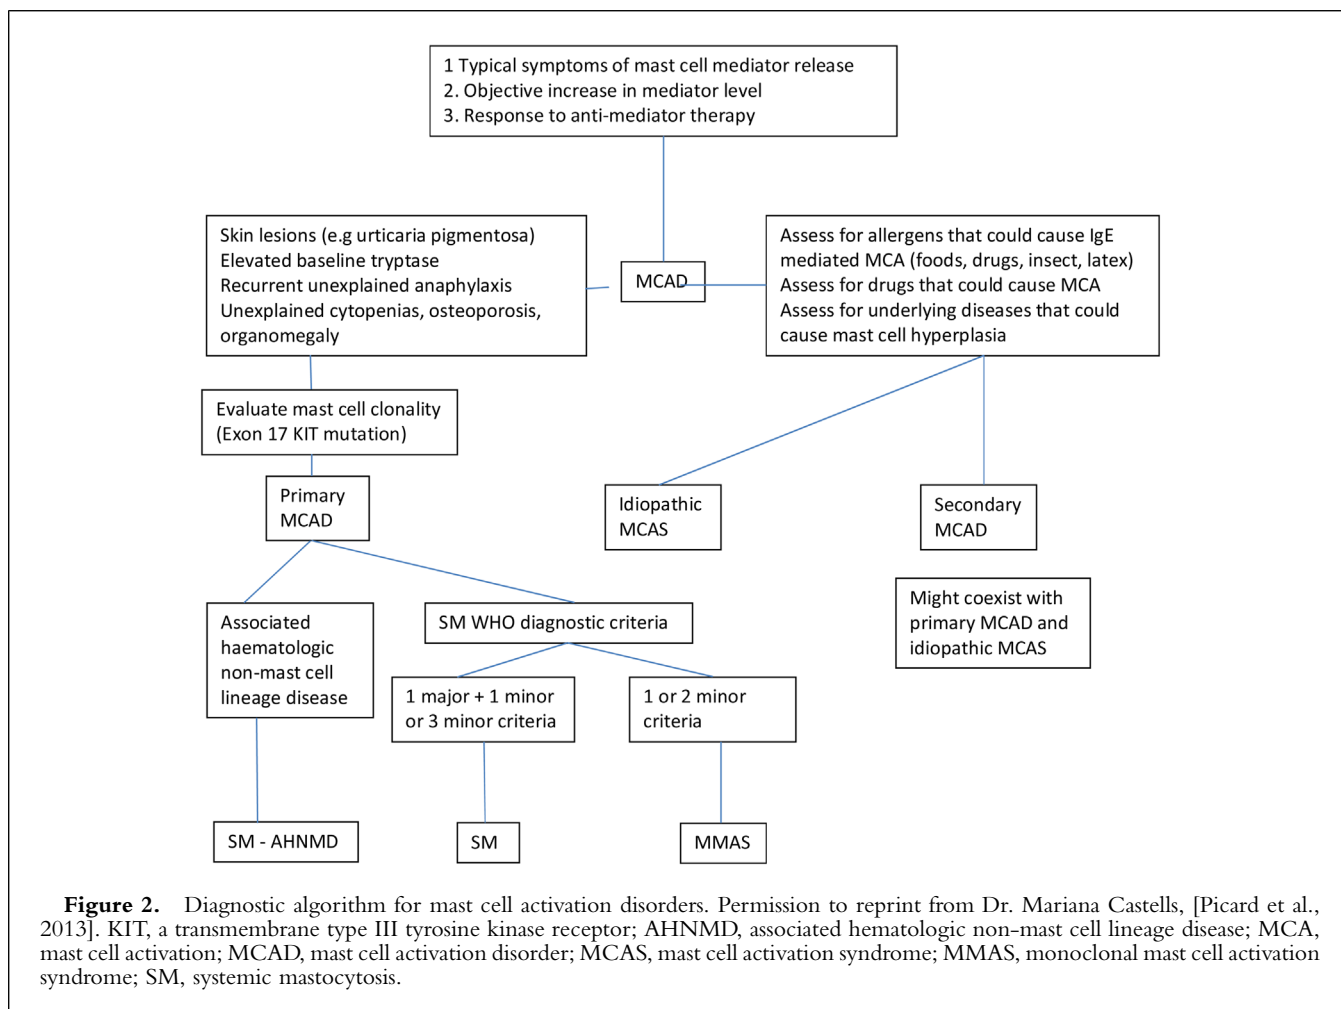 1 Typical symptoms of mast cell mediator release
2. Objective increase in mediator level
3. Response to anti-mediator therapy
Skin lesions (e.g urticaria pigmentosa)
Elevated baseline tryptase
Recurrent unexplained anaphylaxis
Unexplained cytopenias, osteoporosis,
organomegaly
MCAD
Assess for allergens that could cause IgE
mediated MCA (foods, drugs, insect, latex)
Assess for drugs that could cause MCA
Assess for underlying diseases that could
cause mast cell hyperplasia
Evaluate mast cell clonality
(Exon 17 KIT mutation)
Primary
MCAD
Idiopathic
MCAS
Secondary
MCAD
Might coexist with
primary MCAD and
idiopathic MCAS
Associated
haematologic
non-mast cell
lineage disease
SM WHO diagnostic criteria
1 major + 1 minor
or 3 minor criteria
1 or 2 minor
criteria
SM - AHNMD
SM
MMAS
Figure 2. Diagnostic algorithm for mast cell activation disorders. Permission to reprint from Dr. Mariana Castells, [Picard et al.,
2013]. KIT, a transmembrane type III tyrosine kinase receptor; AHNMD, associated hematologic non-mast cell lineage disease; MCA,
mast cell activation; MCAD, mast cell activation disorder; MCAS, mast cell activation syndrome; MMAS, monoclonal mast cell activation
syndrome; SM, systemic mastocytosis.